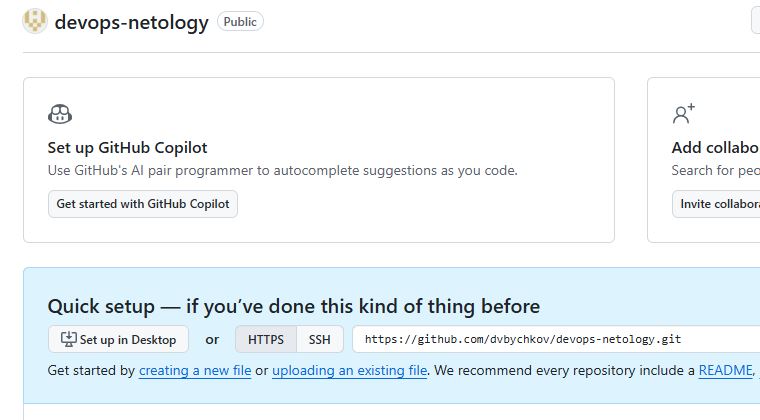 devops-netology Public
Set up GitHub Copilot
Use GitHub's AI pair programmer to autocomplete suggestions as you code.
Get started with GitHub Copilot
Add collabo
Search for peo
Invite collabora
Quick setup — if you’ve done this kind of thing before
Set up in Desktop or HTTPS SSH https://github.com/dvbychkov/devops-netology.git
Get started by creating a new file or uploading an existing file. We recommend every repository include a README,